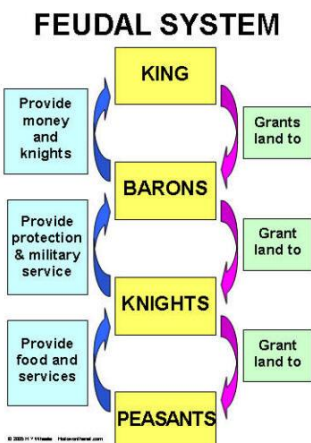 FEUDAL SYSTEM
KING
Provide
money
and
knights
Grants
land to
BARONS
Provide
protection
& military
service
Grant
land to
KNIGHTS
Provide
food and
services
Grant
land to
PEASANTS